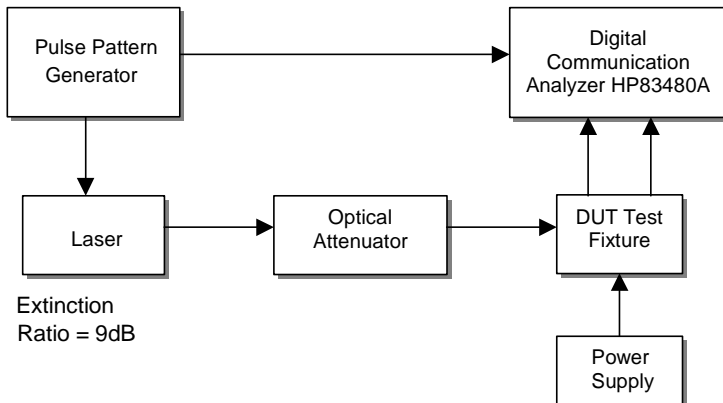 Pulse Pattern
Generator
Digital
Communication
Analyzer HP83480A
Laser
Optical
Attenuator
DUT Test
Fixture
Extinction
Ratio = 9dB
Power
Supply